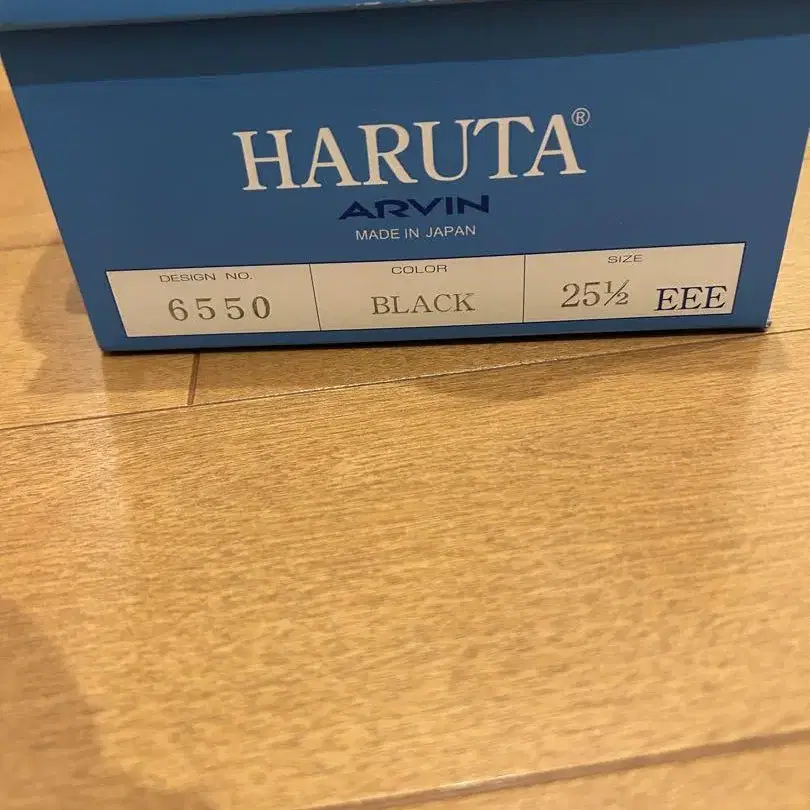 HARUTA®
ARVIN
MADE IN JAPAN
DESIGN NO. COLOR SIZE
6550 BLACK 25½ EEE